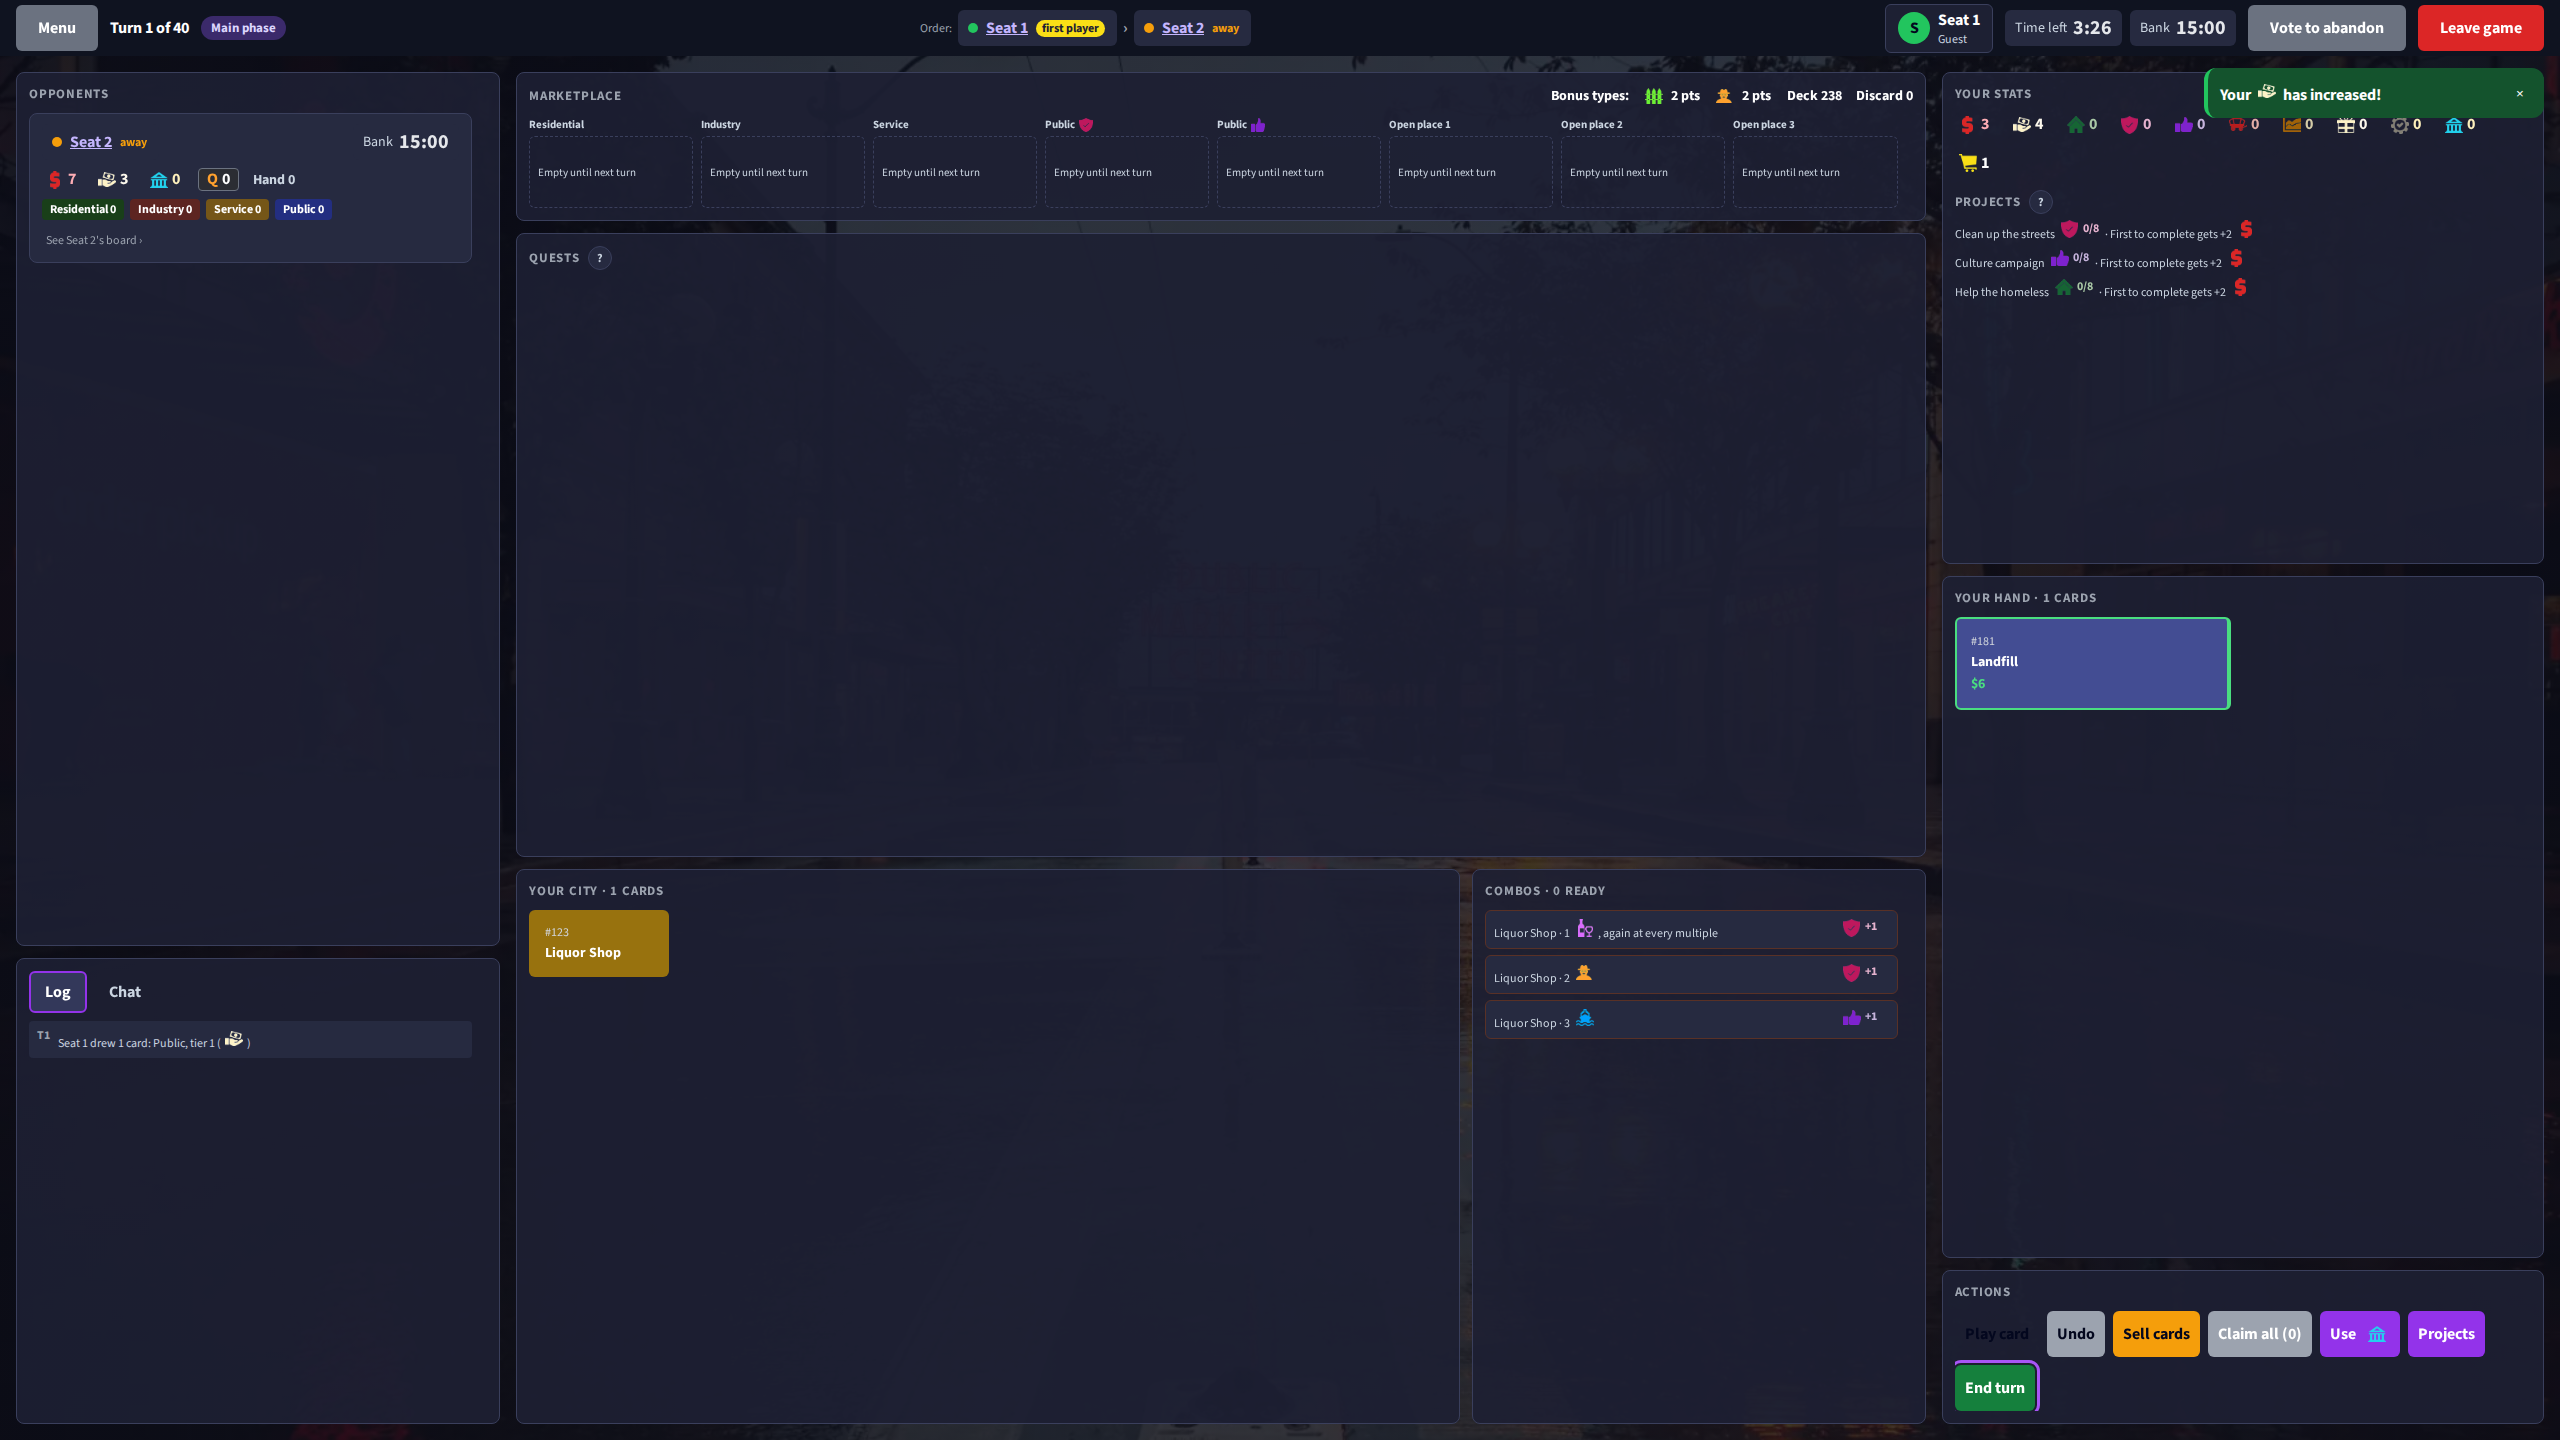 Menu
Turn 1 of 40
Main phase
Order:
Seat 1 first player
›
Seat 2 away
S
Seat 1
Guest
Time left 3:26
Bank 15:00
Vote to abandon
Leave game
OPPONENTS
Seat 2 away
Bank 15:00
7 3 0 Q 0 Hand 0
Residential 0 Industry 0 Service 0 Public 0
See Seat 2's board ›
Log
Chat
T1 Seat 1 drew 1 card: Public, tier 1 ( )
MARKETPLACE
Bonus types: 2 pts 2 pts Deck 238 Discard 0
Residential Industry Service Public Public Open place 1 Open place 2 Open place 3
Empty until next turn Empty until next turn Empty until next turn Empty until next turn Empty until next turn Empty until next turn Empty until next turn Empty until next turn
QUESTS ?
YOUR CITY · 1 CARDS
#123
Liquor Shop
COMBOS · 0 READY
Liquor Shop · 1 , again at every multiple +1
Liquor Shop · 2 +1
Liquor Shop · 3 +1
YOUR STATS
Your has increased! ×
3 4 0 0 0 0 0 0 0 0
1
PROJECTS ?
Clean up the streets 0/8 · First to complete gets +2
Culture campaign 0/8 · First to complete gets +2
Help the homeless 0/8 · First to complete gets +2
YOUR HAND · 1 CARDS
#181
Landfill
$6
ACTIONS
Play card
Undo
Sell cards
Claim all (0)
Use
Projects
End turn